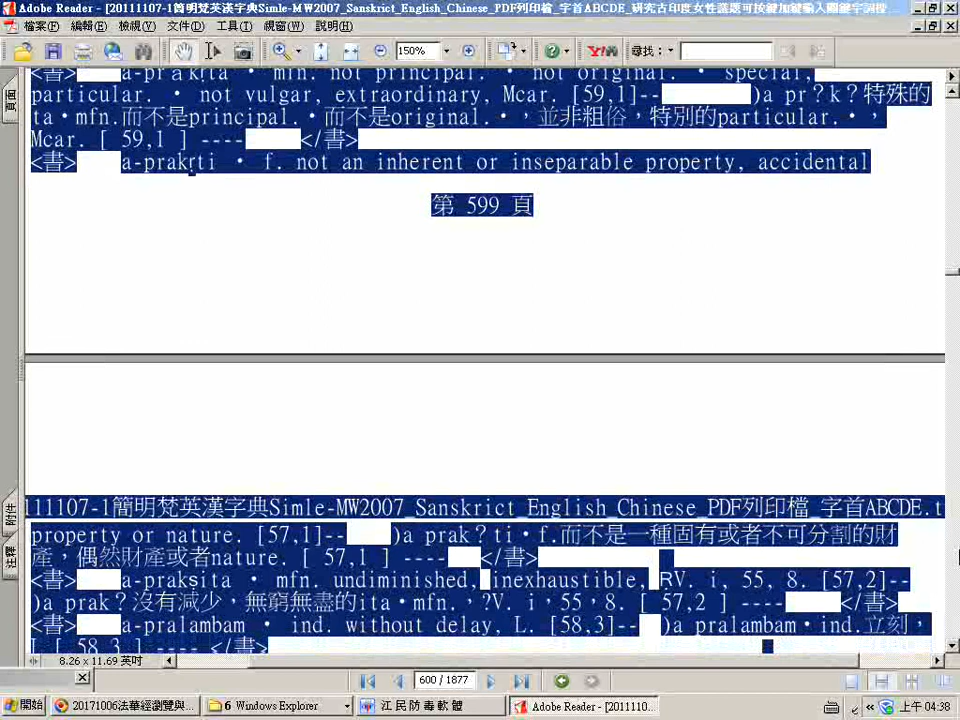 Adobe Reader - [20111107-1簡明梵英漢字典Simle-MW2007_Sanskrict_English_Chinese_PDF列印檔_字首ABCDE_研究古印度女性議題可按鍵加鍵輸入關鍵字詞搜
檔案(F) 編輯(E) 檢視(V) 文件(D) 工具(T) 視窗(W) 說明(H)
150% Y! 尋找:
頁面
<書> a-prākṛta • mfn. not principal. • not original. • special,
particular. • not vulgar, extraordinary, Mcar. [59,1]-- )a pr?k?特殊的
ta•mfn.而不是principal.•而不是original.•，並非粗俗，特別的particular.•，
Mcar. [ 59,1 ] ---- </書>
<書> a-prakṛti • f. not an inherent or inseparable property, accidental
第 599 頁
111107-1簡明梵英漢字典Simle-MW2007_Sanskrict_English_Chinese_PDF列印檔_字首ABCDE.t
附件
property or nature. [57,1]-- )a prak?ti•f.而不是一種固有或者不可分割的財
產，偶然財產或者nature. [ 57,1 ] ---- </書>
注釋
<書> a-praksita • mfn. undiminished, inexhaustible, RV. i, 55, 8. [57,2]--
)a prak?沒有減少，無窮無盡的ita•mfn.，?V. i，55，8. [ 57,2 ] ---- </書>
<書> a-pralambam • ind. without delay, L. [58,3]-- )a pralambam•ind.立刻，
[ 58,3 ] ---- </書>
8.26 x 11.69 英吋
600 / 1877
開始 20171006法華經瀏覽與... 6 Windows Explorer 江民防毒軟體 Adobe Reader - [2011110... 上午 04:38